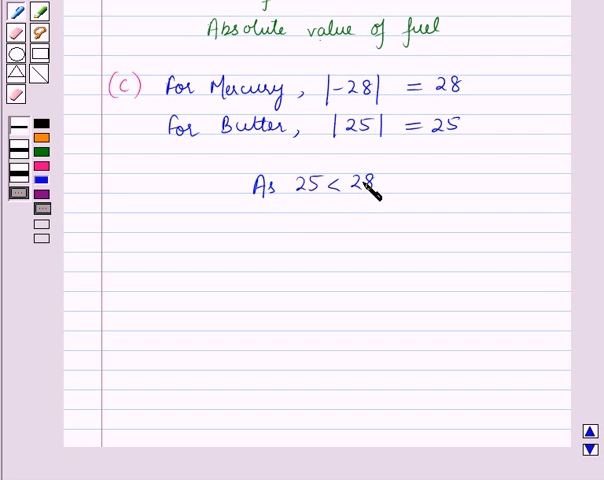 Absolute value of fuel
(C) For Mercury, |-28| = 28
For Butter, |25| = 25
As 25 < 28